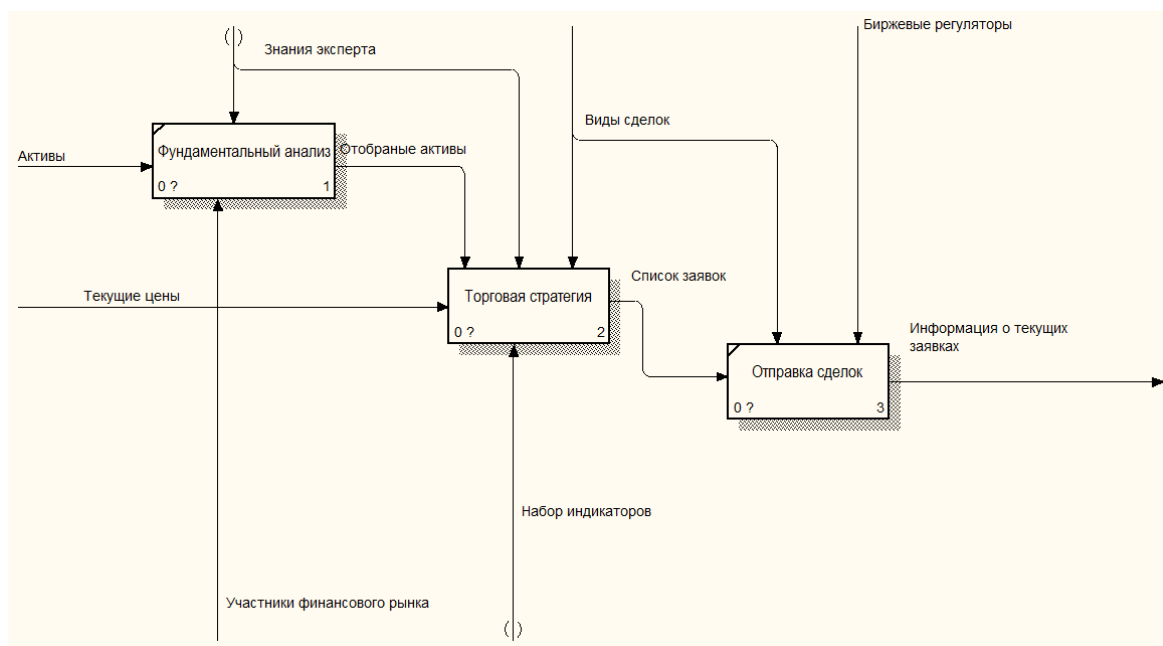 Биржевые регуляторы
( )
Знания эксперта
Виды сделок
Активы
Фундаментальный анализ
Отобраные активы
0 ?
1
Список заявок
Текущие цены
Торговая стратегия
0 ?
2
Информация о текущих
заявках
Отправка сделок
0 ?
3
Набор индикаторов
Участники финансового рынка
( )